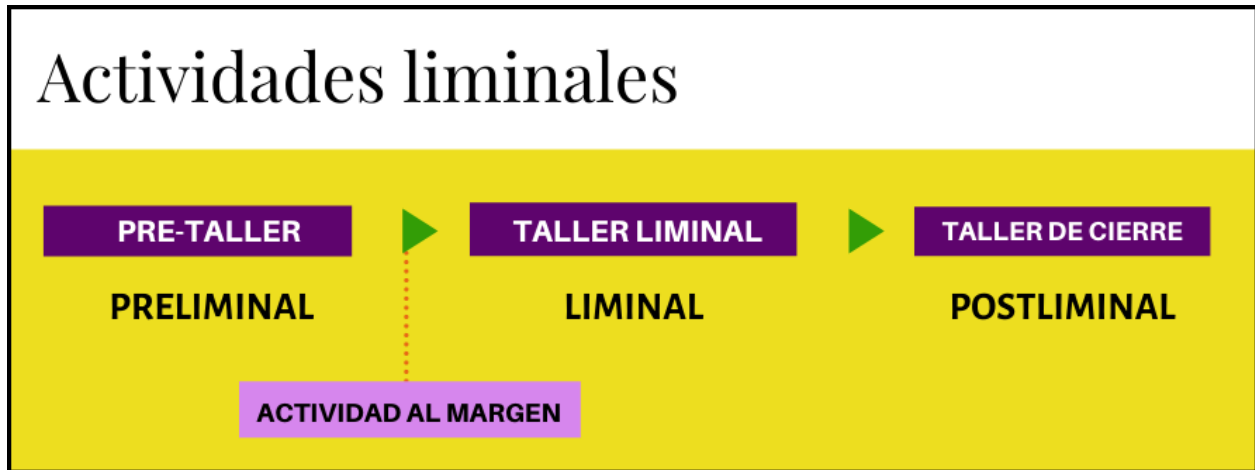 Actividades liminales
PRE-TALLER
TALLER LIMINAL
TALLER DE CIERRE
PRELIMINAL
LIMINAL
POSTLIMINAL
ACTIVIDAD AL MARGEN